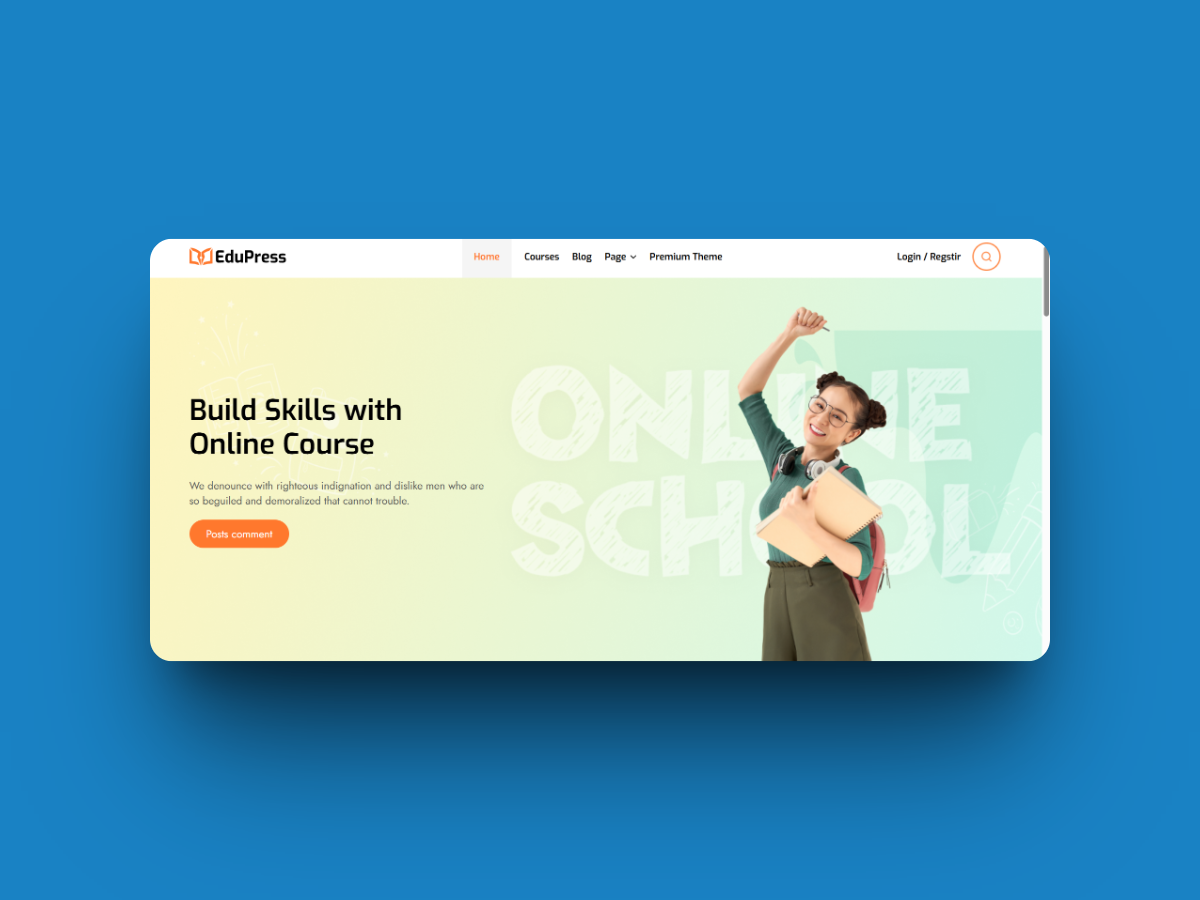 EduPress
Home
Courses
Blog
Page
Premium Theme
Login / Regstir
ONLINE
SCHOOL
Build Skills with
Online Course
We denounce with righteous indignation and dislike men who are
so beguiled and demoralized that cannot trouble.
Posts comment